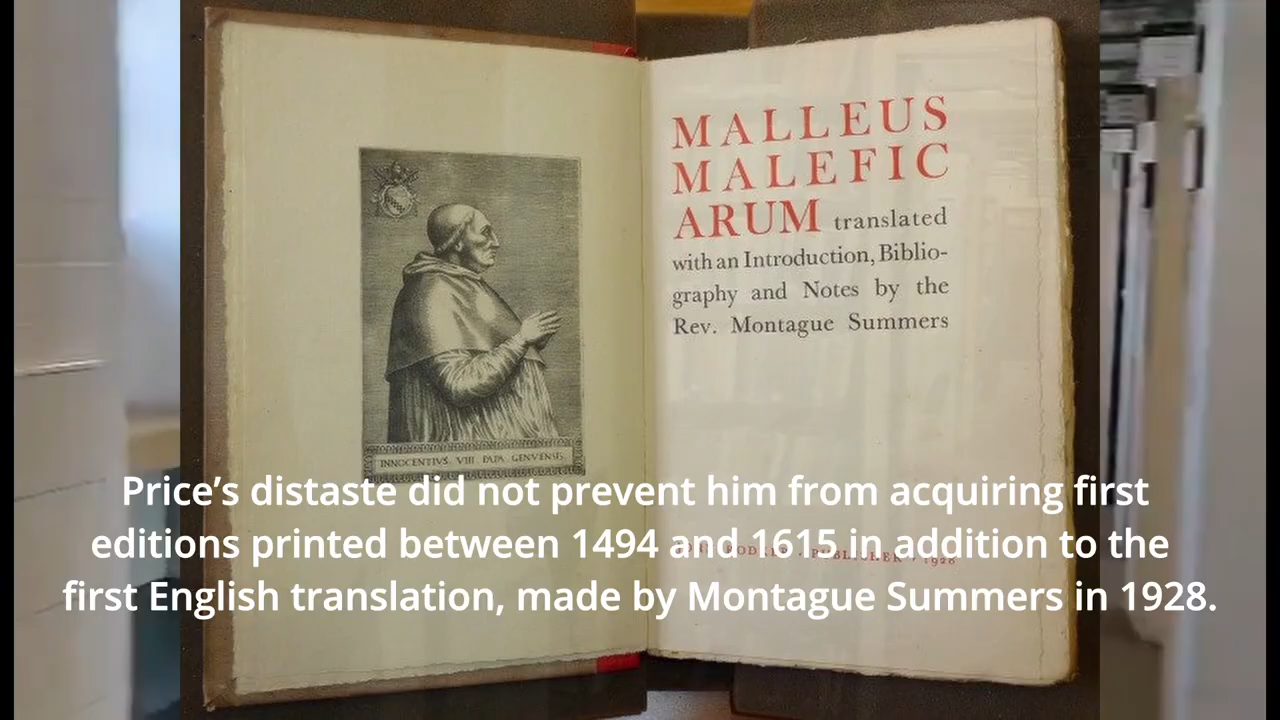 MALLEUS
MALEFIC
ARUM translated
with an Introduction, Biblio-
graphy and Notes by the
Rev. Montague Summers
INNOCENTIVS VIII PAPA GENVENSIS
Price’s distaste did not prevent him from acquiring first
editions printed between 1494 and 1615 in addition to the
first English translation, made by Montague Summers in 1928.
PUBLISHER · 1928